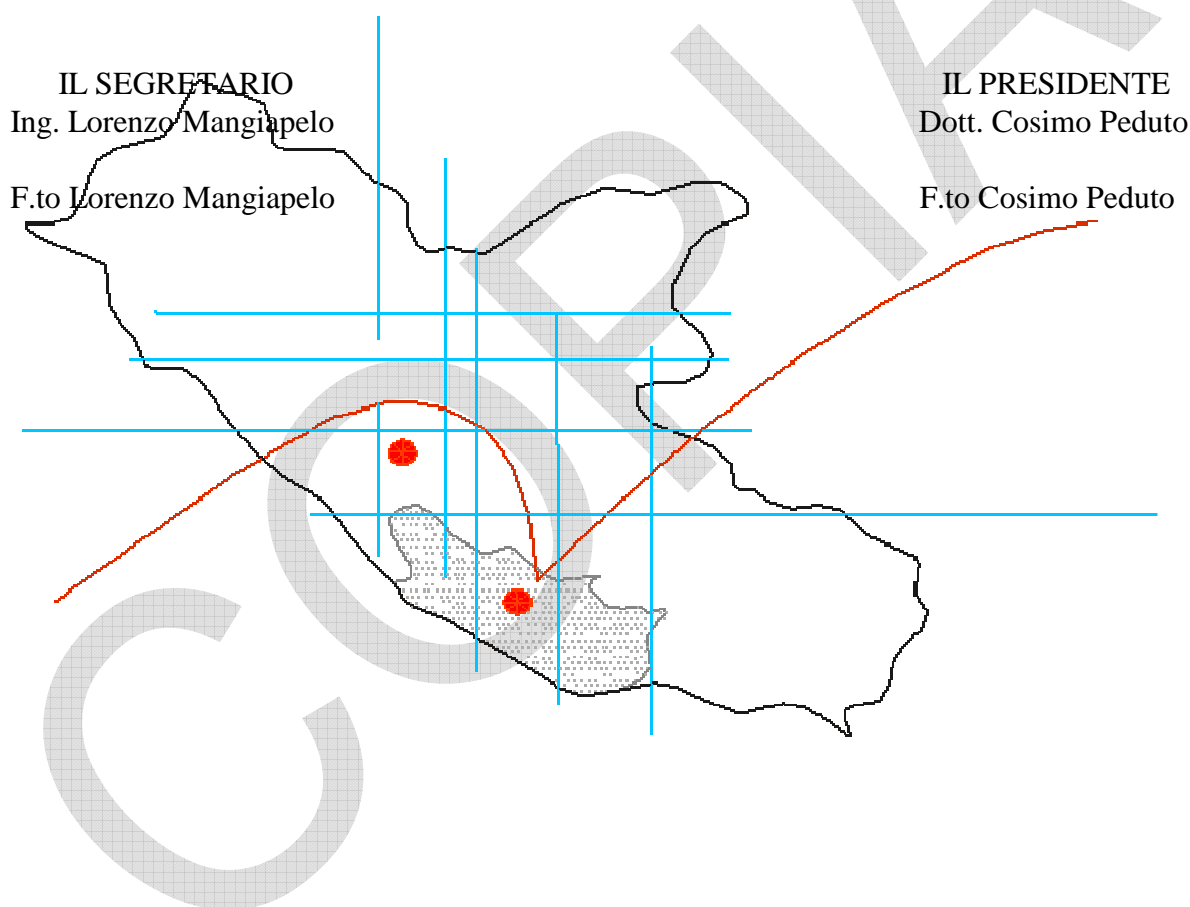 IL SEGRETARIO
Ing. Lorenzo Mangiapelo
F.to Lorenzo Mangiapelo
IL PRESIDENTE
Dott. Cosimo Peduto
F.to Cosimo Peduto
COPIA